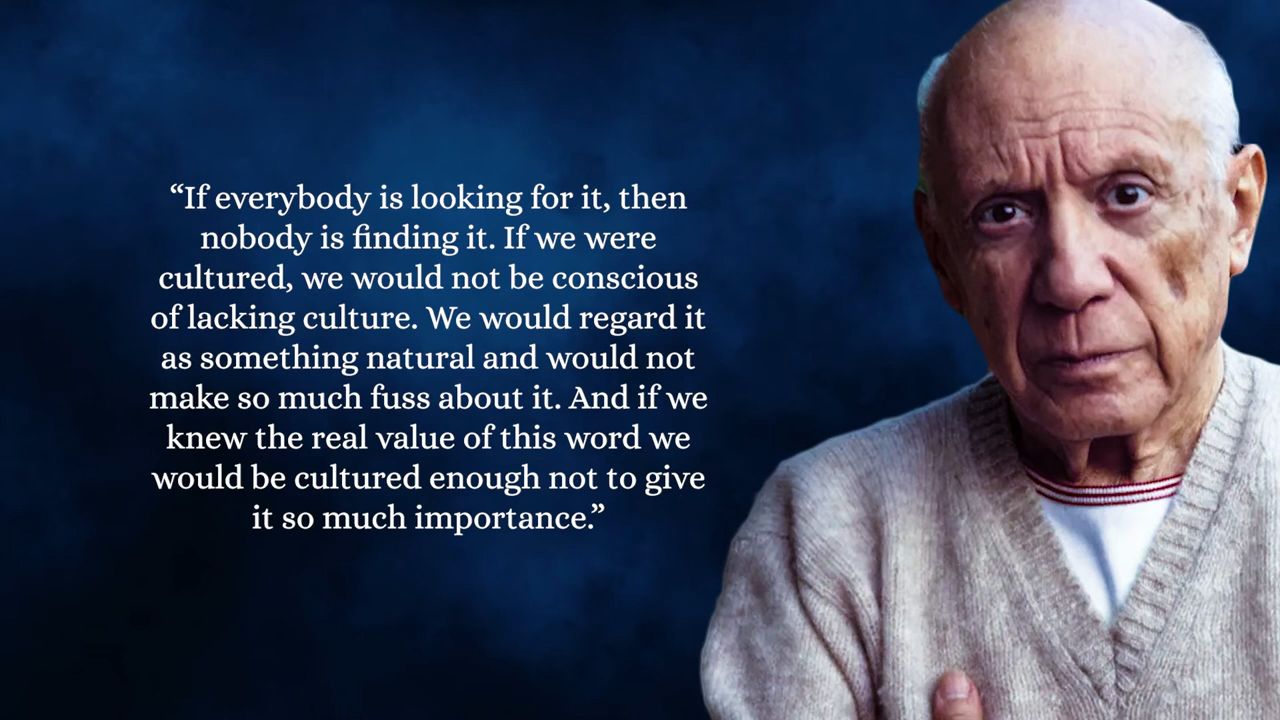 “If everybody is looking for it, then
nobody is finding it. If we were
cultured, we would not be conscious
of lacking culture. We would regard it
as something natural and would not
make so much fuss about it. And if we
knew the real value of this word we
would be cultured enough not to give
it so much importance.”